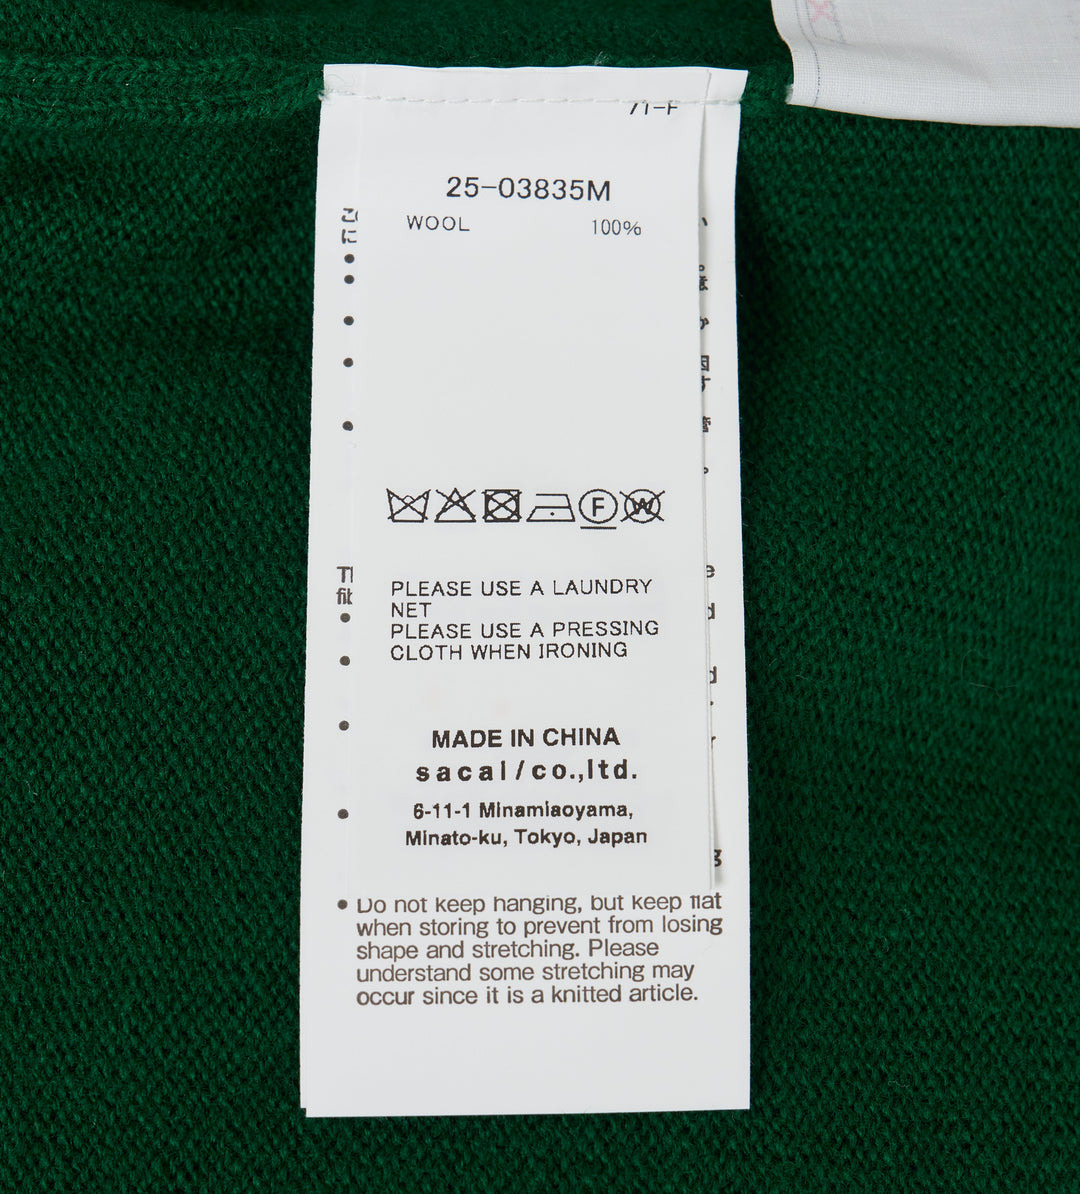 25-03835M
WOOL 100%
F
W
PLEASE USE A LAUNDRY
NET
PLEASE USE A PRESSING
CLOTH WHEN IRONING
MADE IN CHINA
sacai/co.,ltd.
6-11-1 Minamiaoyama,
Minato-ku, Tokyo, Japan
• Do not keep hanging, but keep flat
when storing to prevent from losing
shape and stretching. Please
understand some stretching may
occur since it is a knitted article.